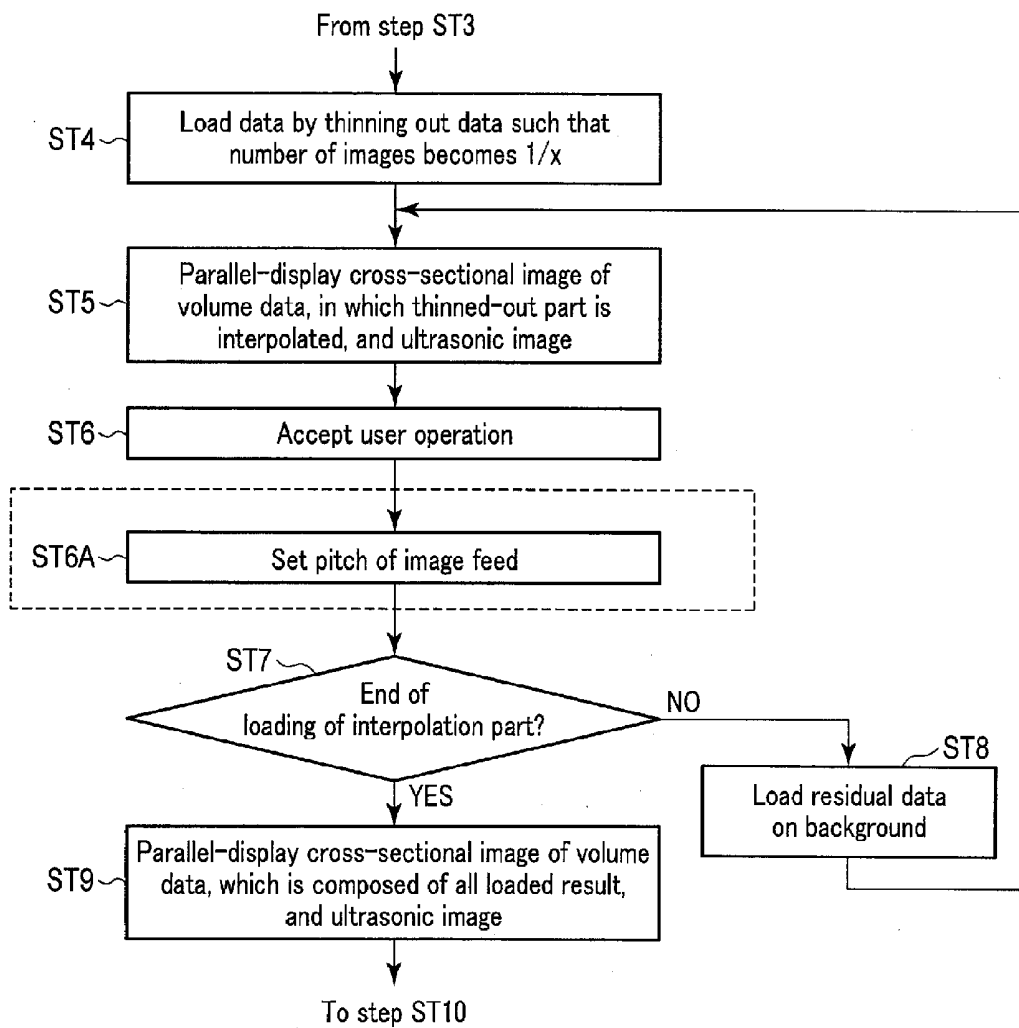 From step ST3
ST4
Load data by thinning out data such that
number of images becomes 1/x
ST5
Parallel-display cross-sectional image of
volume data, in which thinned-out part is
interpolated, and ultrasonic image
ST6
Accept user operation
ST6A
Set pitch of image feed
ST7
End of
loading of interpolation part?
NO
YES
ST8
Load residual data
on background
ST9
Parallel-display cross-sectional image of volume
data, which is composed of all loaded result,
and ultrasonic image
To step ST10